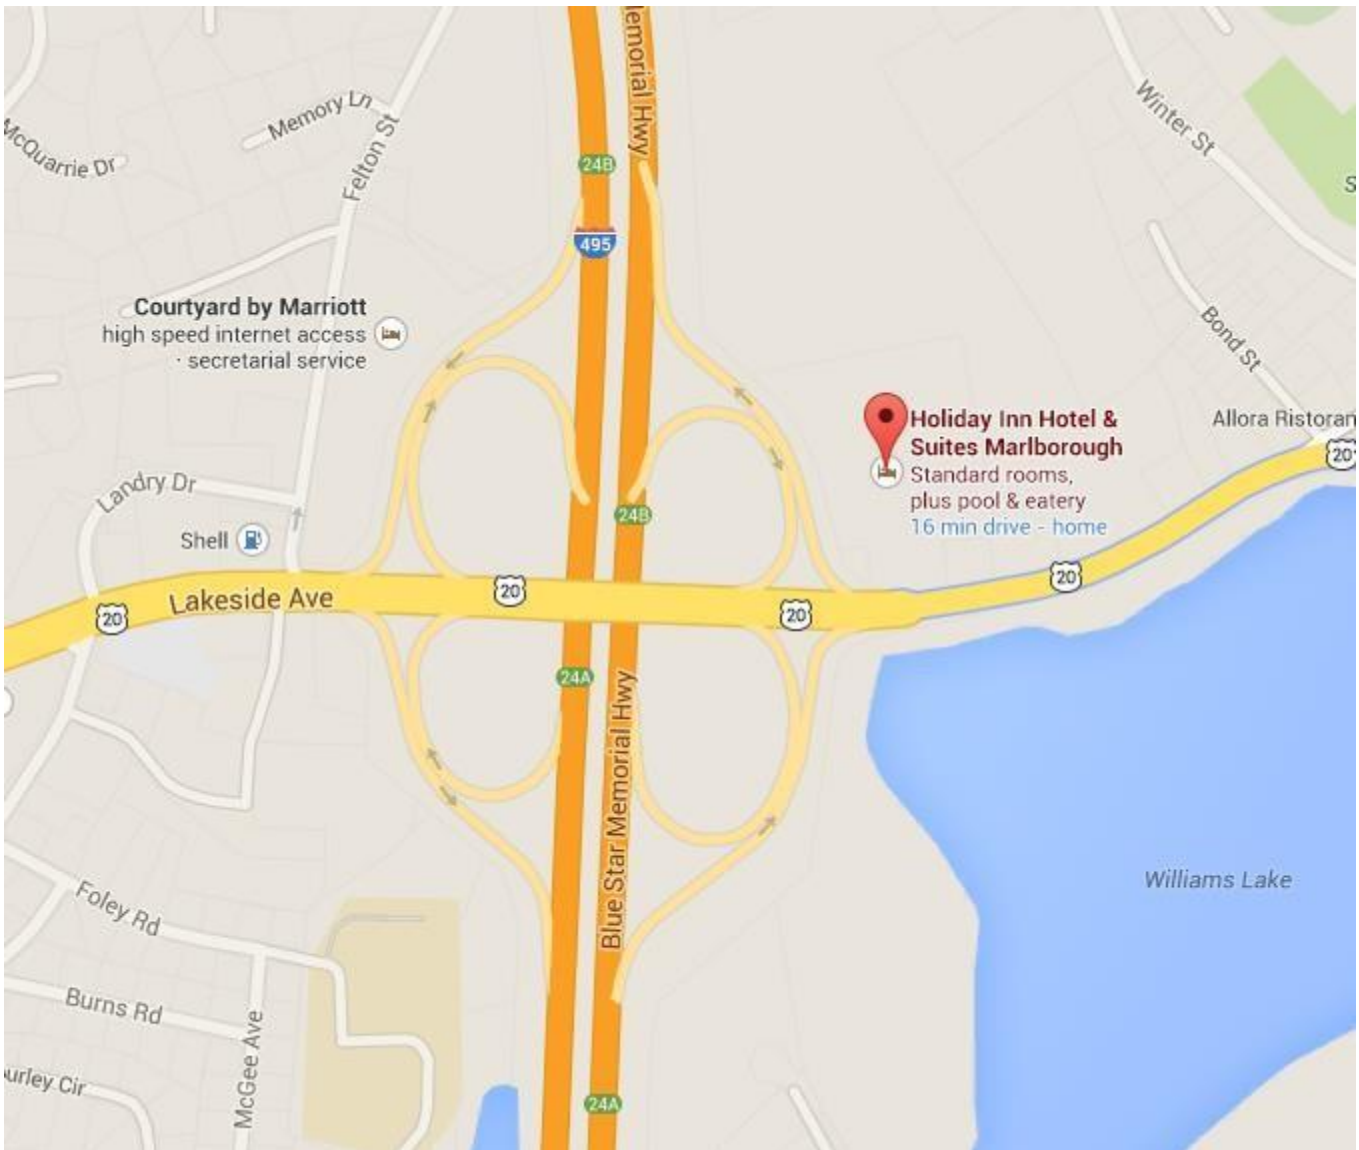 emorial Hwy
Winter St
Memory Ln
McQuarrie Dr
Felton St
24B
S
495
Courtyard by Marriott
high speed internet access
· secretarial service
Bond St
Holiday Inn Hotel &
Suites Marlborough
Standard rooms,
plus pool & eatery
16 min drive - home
Allora Ristoran
20
Landry Dr
24B
Shell
20
20
Lakeside Ave
20
20
24A
Blue Star Memorial Hwy
Williams Lake
Foley Rd
Burns Rd
McGee Ave
urley Cir
24A